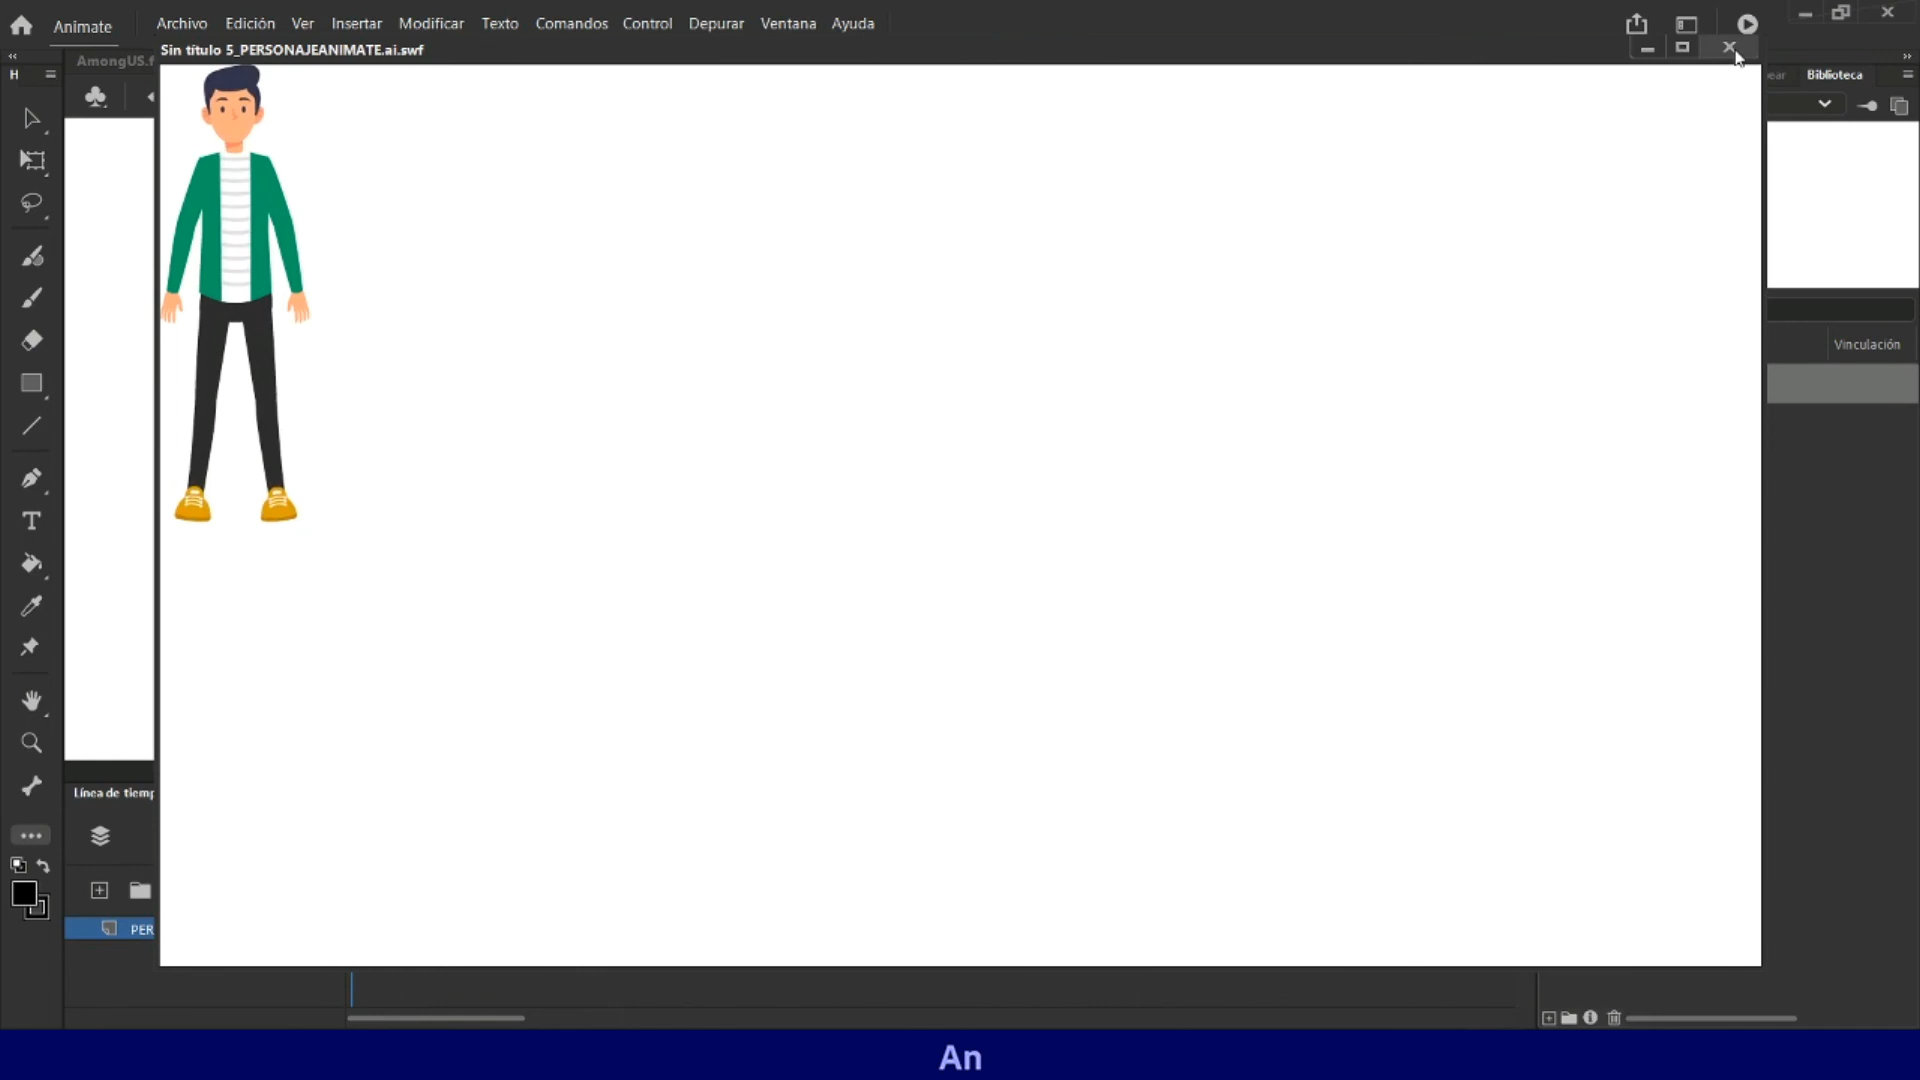 Animate
Archivo Edición Ver Insertar Modificar Texto Comandos Control Depurar Ventana Ayuda
Sin título 5_PERSONAJEANIMATE.ai.swf
AmongUS.f
H
ear
Biblioteca
Vinculación
T
Línea de tiemp
PER
An